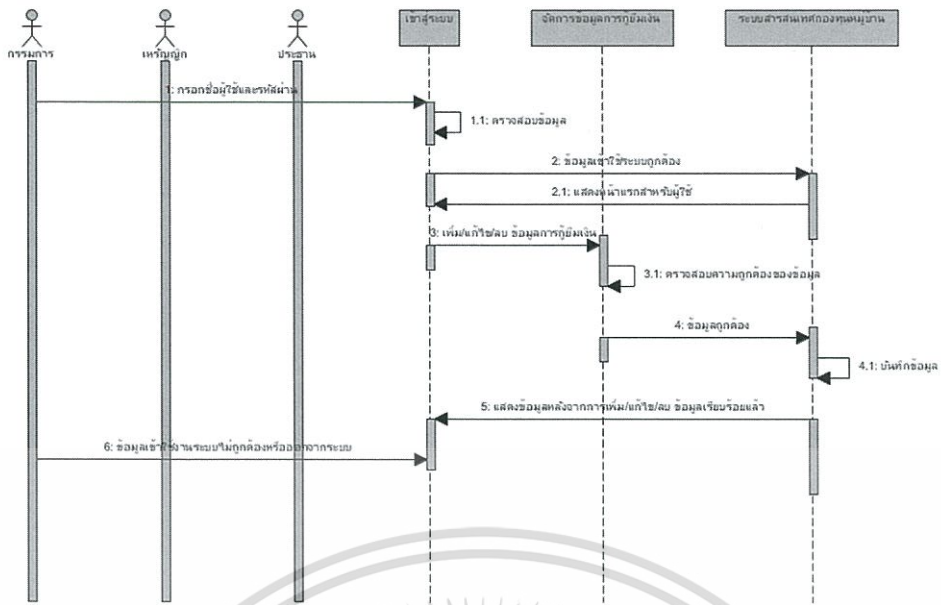 เข้าสู่ระบบ
จัดการข้อมูลการกู้ยืมเงิน
ระบบสารสนเทศกองทุนหมู่บ้าน
กรรมการ
เหรัญญิก
ประธาน
1: กรอกชื่อผู้ใช้และรหัสผ่าน
1.1: ตรวจสอบข้อมูล
2: ข้อมูลเข้าใช้ระบบถูกต้อง
2.1: แสดงหน้าแรกสำหรับผู้ใช้
3: เพิ่ม/แก้ไข/ลบ ข้อมูลการกู้ยืมเงิน
3.1: ตรวจสอบความถูกต้องของข้อมูล
4: ข้อมูลถูกต้อง
4.1: บันทึกข้อมูล
5: แสดงข้อมูลหลังจากการเพิ่ม/แก้ไข/ลบ ข้อมูลเรียบร้อยแล้ว
6: ข้อมูลเข้าใช้งานระบบไม่ถูกต้องหรือออกจากระบบ